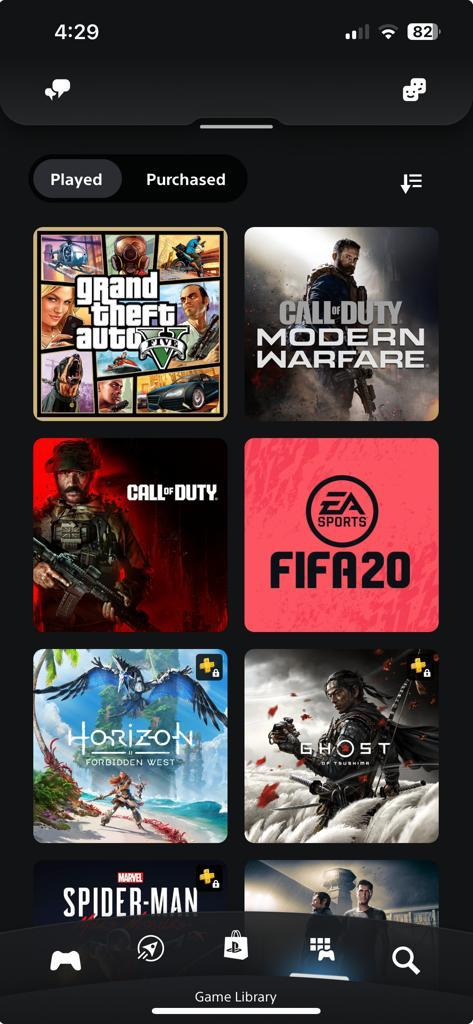 4:29
82
Played
Purchased
grand
theft
auto
V
FIVE
CALL OF DUTY
MODERN
WARFARE
CALL OF DUTY
EA
SPORTS
FIFA20
HORIZON
II
FORBIDDEN WEST
GHOST
OF TSUSHIMA
MARVEL
SPIDER-MAN
Game Library